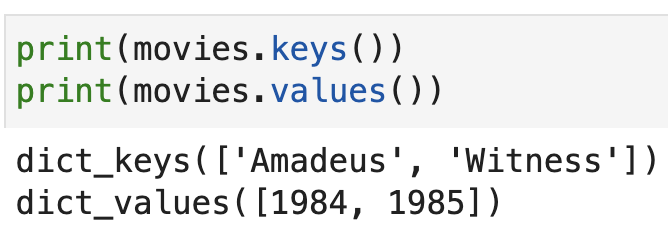 print(movies.keys())
print(movies.values())
dict_keys(['Amadeus', 'Witness'])
dict_values([1984, 1985])